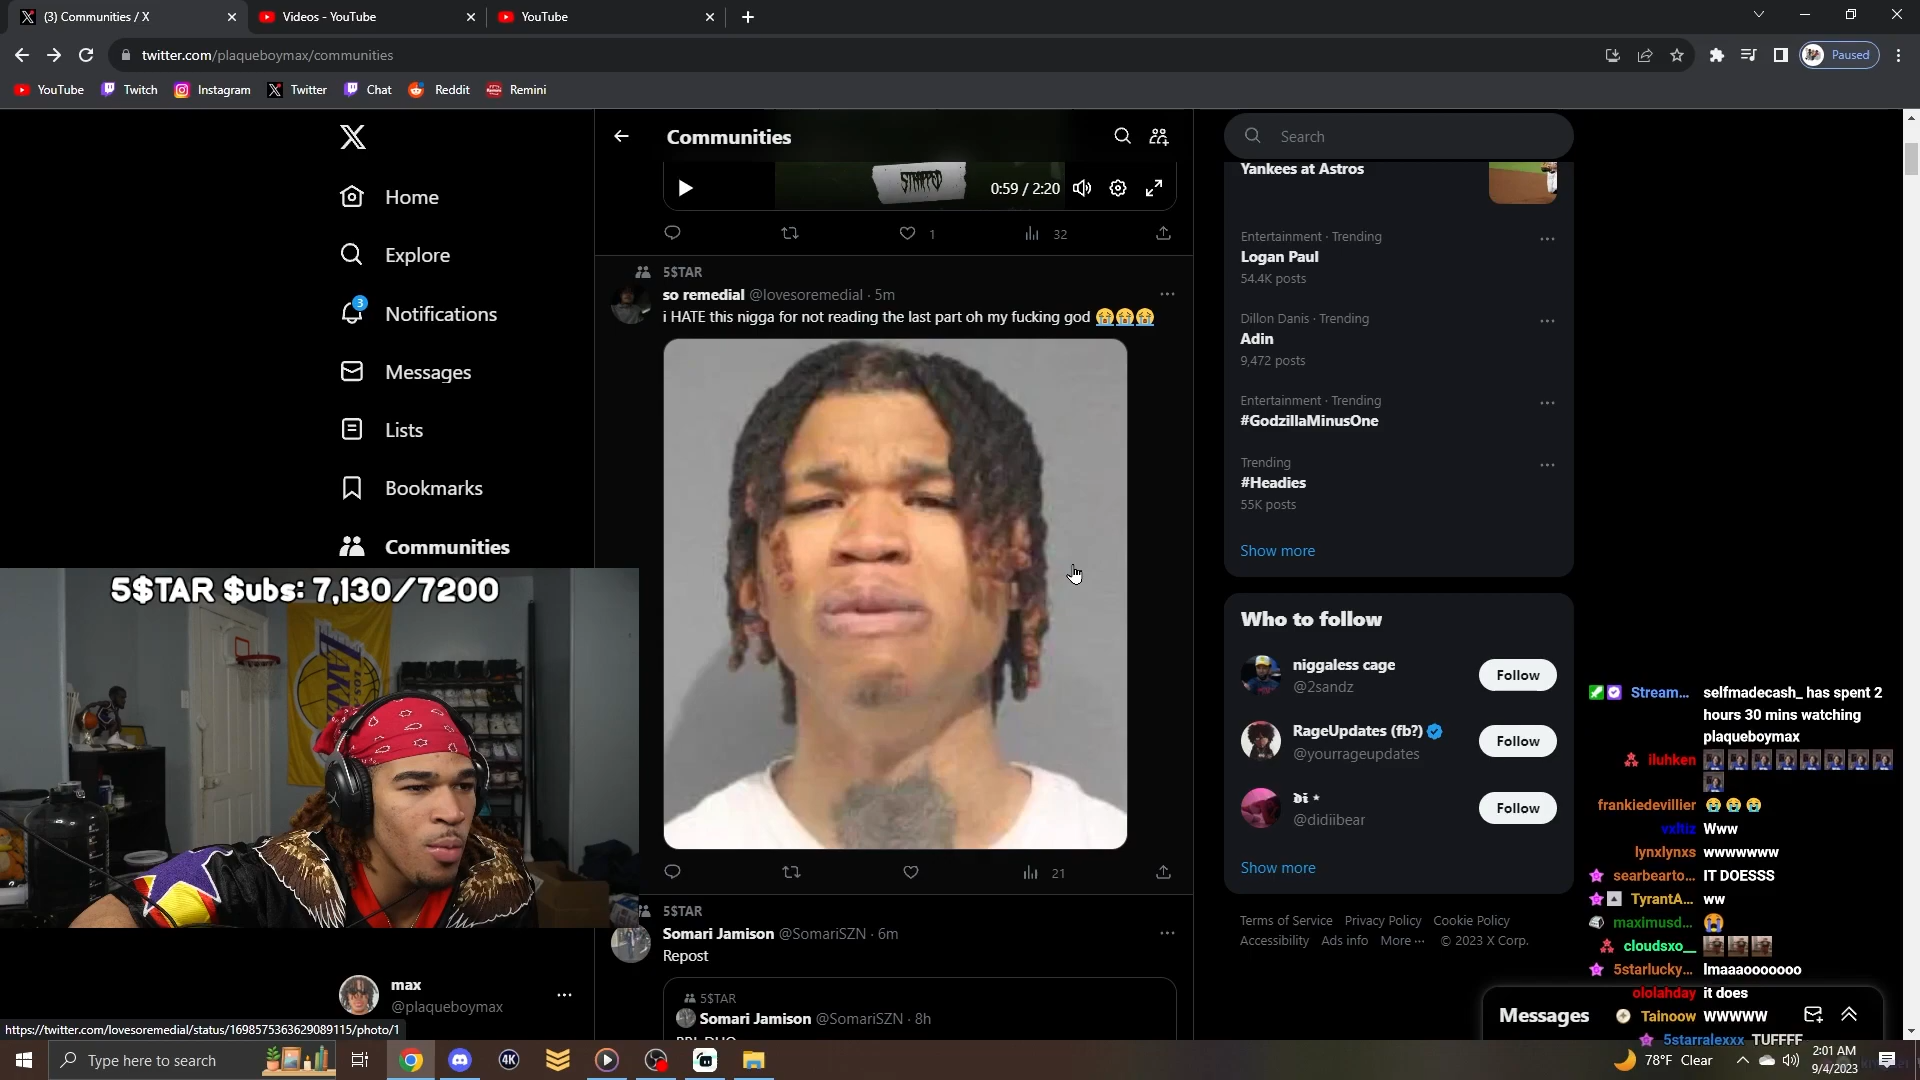 (3) Communities / X
Videos - YouTube
YouTube
twitter.com/plaqueboymax/communities
Paused
YouTube
Twitch
Instagram
Twitter
Chat
Reddit
Remini
Home
Explore
3
Notifications
Messages
Lists
Bookmarks
Communities
5$TAR $ubs: 7,130/7200
LAKERS
max
@plaqueboymax
https://twitter.com/lovesoremedial/status/1698575363629089115/photo/1
Communities
STRAPPED
0:59 / 2:20
1
32
5$TAR
so remedial @lovesoremedial · 5m
i HATE this nigga for not reading the last part oh my fucking god 😭😭😭
21
5$TAR
Somari Jamison @SomariSZN · 6m
Repost
5$TAR
Somari Jamison @SomariSZN · 8h
Search
Yankees at Astros
Entertainment · Trending
Logan Paul
54.4K posts
Dillon Danis · Trending
Adin
9,472 posts
Entertainment · Trending
#GodzillaMinusOne
Trending
#Headies
55K posts
Show more
Who to follow
niggaless cage
@2sandz
Follow
RageUpdates (fb?)
@yourrageupdates
Follow
𝖉𝖎 *
@didiibear
Follow
Show more
Terms of Service Privacy Policy Cookie Policy
Accessibility Ads info More ··· © 2023 X Corp.
Stream... selfmadecash_ has spent 2
hours 30 mins watching
plaqueboymax
iluhken
frankiedevillier 😭 😭 😭
vxltiz Www
lynxlynxs wwwwwww
searbearto... IT DOESSS
TyrantA... ww
maximusd... 😭
cloudsxo__
5starlucky... lmaaaooooooo
ololahday it does
Tainoow WWWWW
5starralexxx TUFFFF
Messages
Type here to search
4K
78°F Clear
2:01 AM
9/4/2023